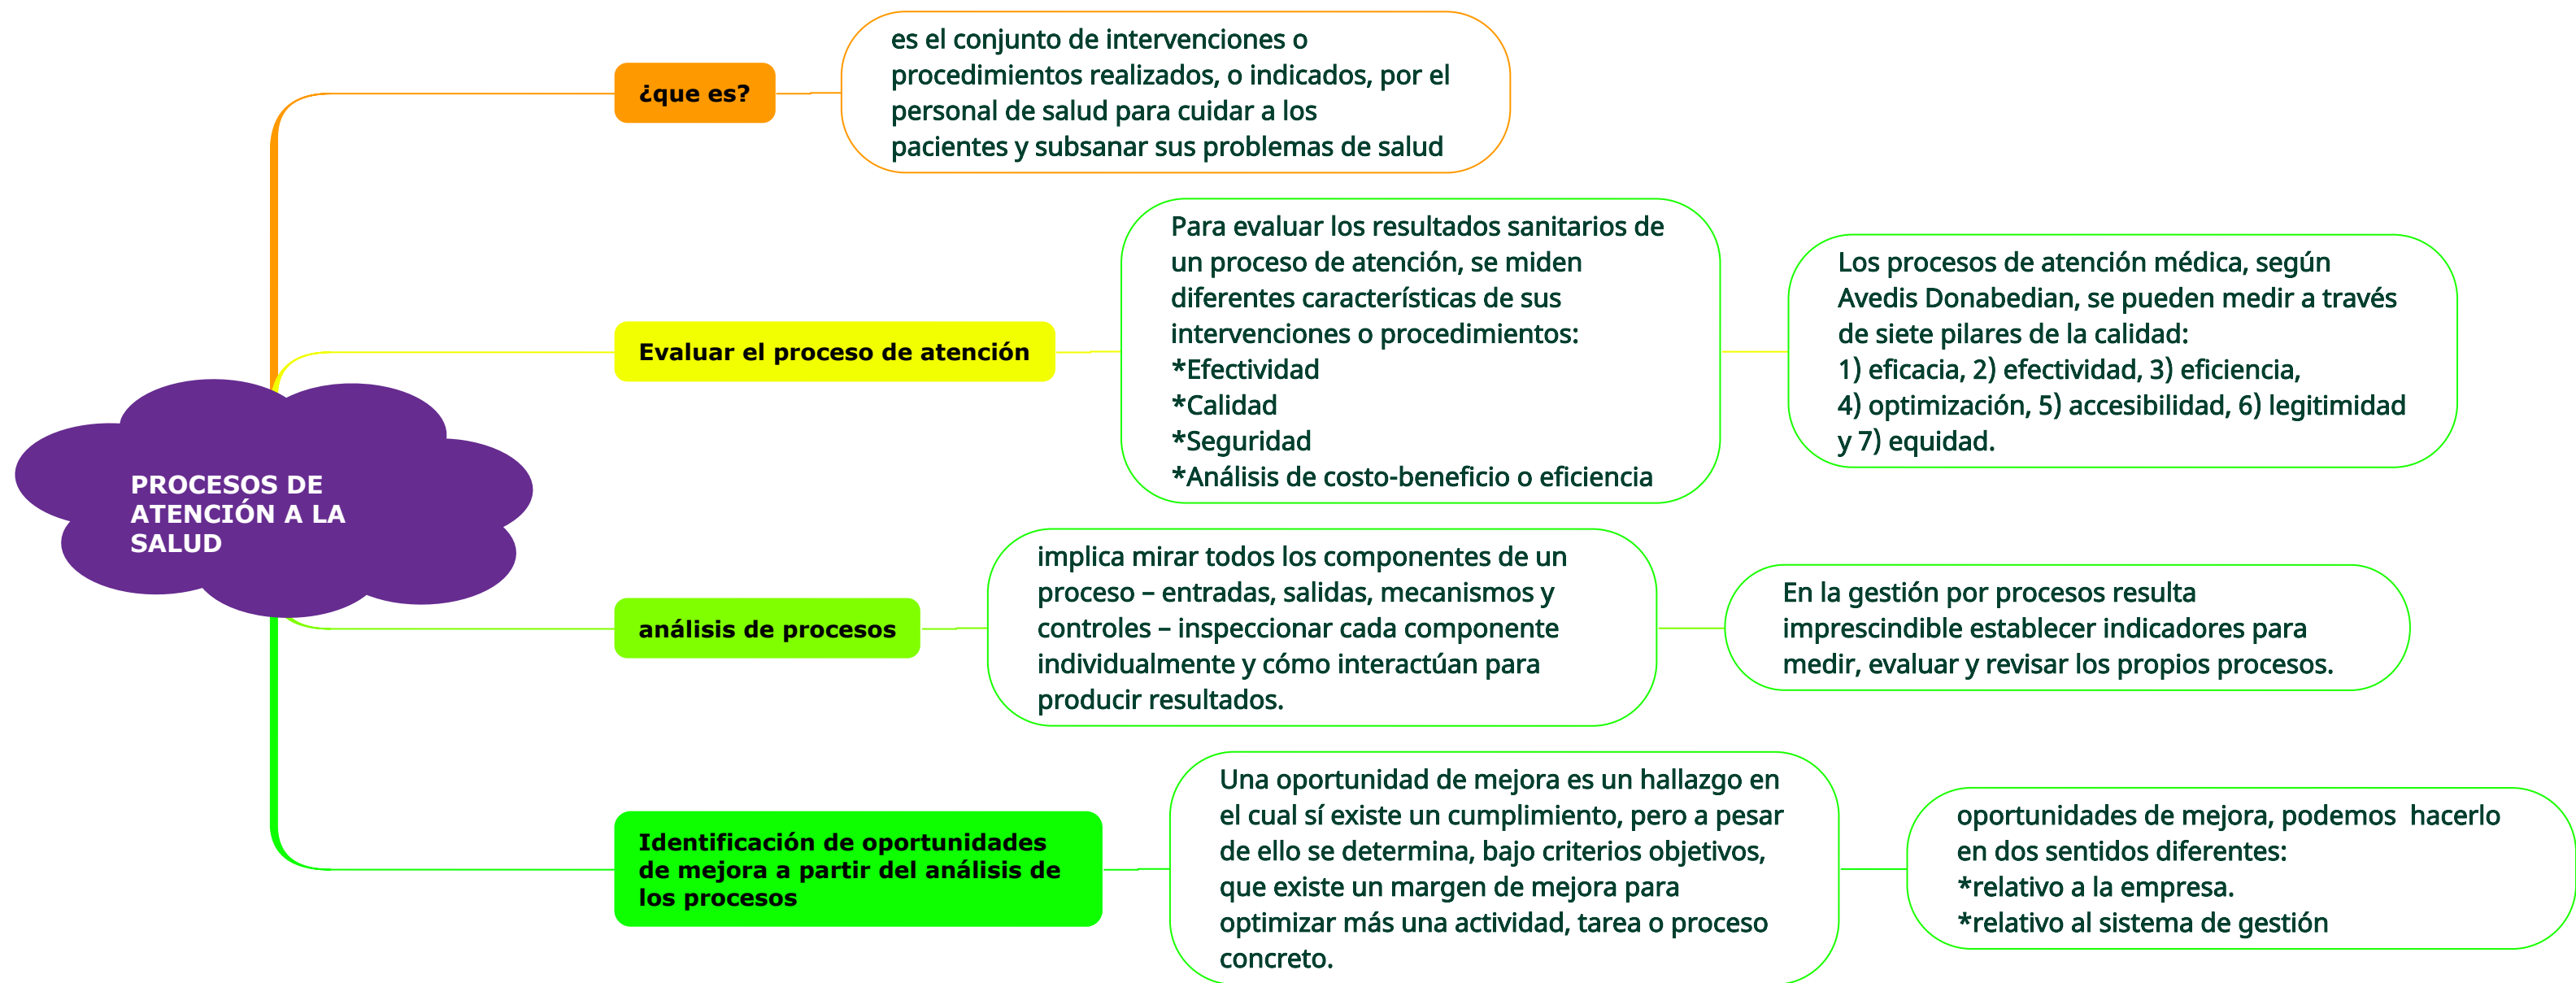 ¿que es?
es el conjunto de intervenciones o
procedimientos realizados, o indicados, por el
personal de salud para cuidar a los
pacientes y subsanar sus problemas de salud
Evaluar el proceso de atención
Para evaluar los resultados sanitarios de
un proceso de atención, se miden
diferentes características de sus
intervenciones o procedimientos:
*Efectividad
*Calidad
*Seguridad
*Análisis de costo-beneficio o eficiencia
Los procesos de atención médica, según
Avedis Donabedian, se pueden medir a través
de siete pilares de la calidad:
1) eficacia, 2) efectividad, 3) eficiencia,
4) optimización, 5) accesibilidad, 6) legitimidad
y 7) equidad.
PROCESOS DE
ATENCIÓN A LA
SALUD
análisis de procesos
implica mirar todos los componentes de un
proceso – entradas, salidas, mecanismos y
controles – inspeccionar cada componente
individualmente y cómo interactúan para
producir resultados.
En la gestión por procesos resulta
imprescindible establecer indicadores para
medir, evaluar y revisar los propios procesos.
Identificación de oportunidades
de mejora a partir del análisis de
los procesos
Una oportunidad de mejora es un hallazgo en
el cual sí existe un cumplimiento, pero a pesar
de ello se determina, bajo criterios objetivos,
que existe un margen de mejora para
optimizar más una actividad, tarea o proceso
concreto.
oportunidades de mejora, podemos  hacerlo
en dos sentidos diferentes:
*relativo a la empresa.
*relativo al sistema de gestión